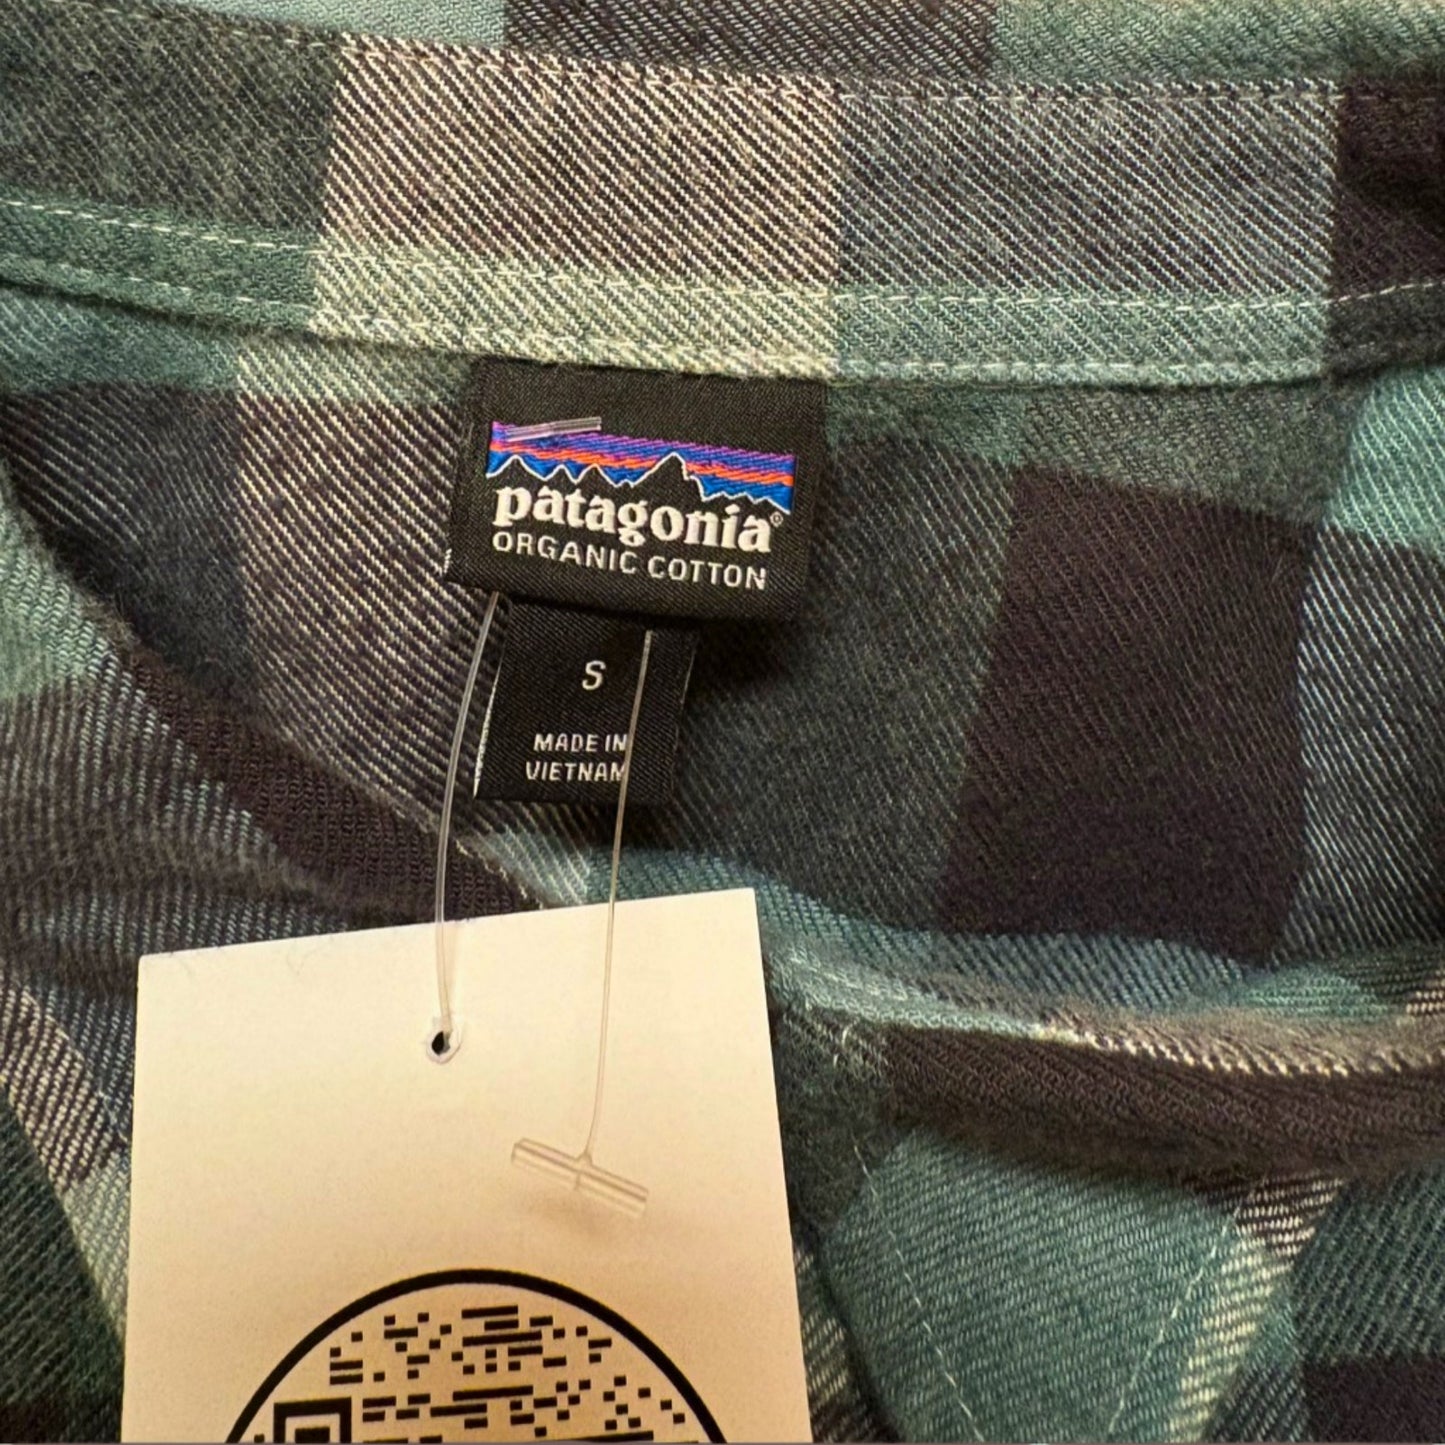 patagonia®
ORGANIC COTTON
S
MADE IN
VIETNAM